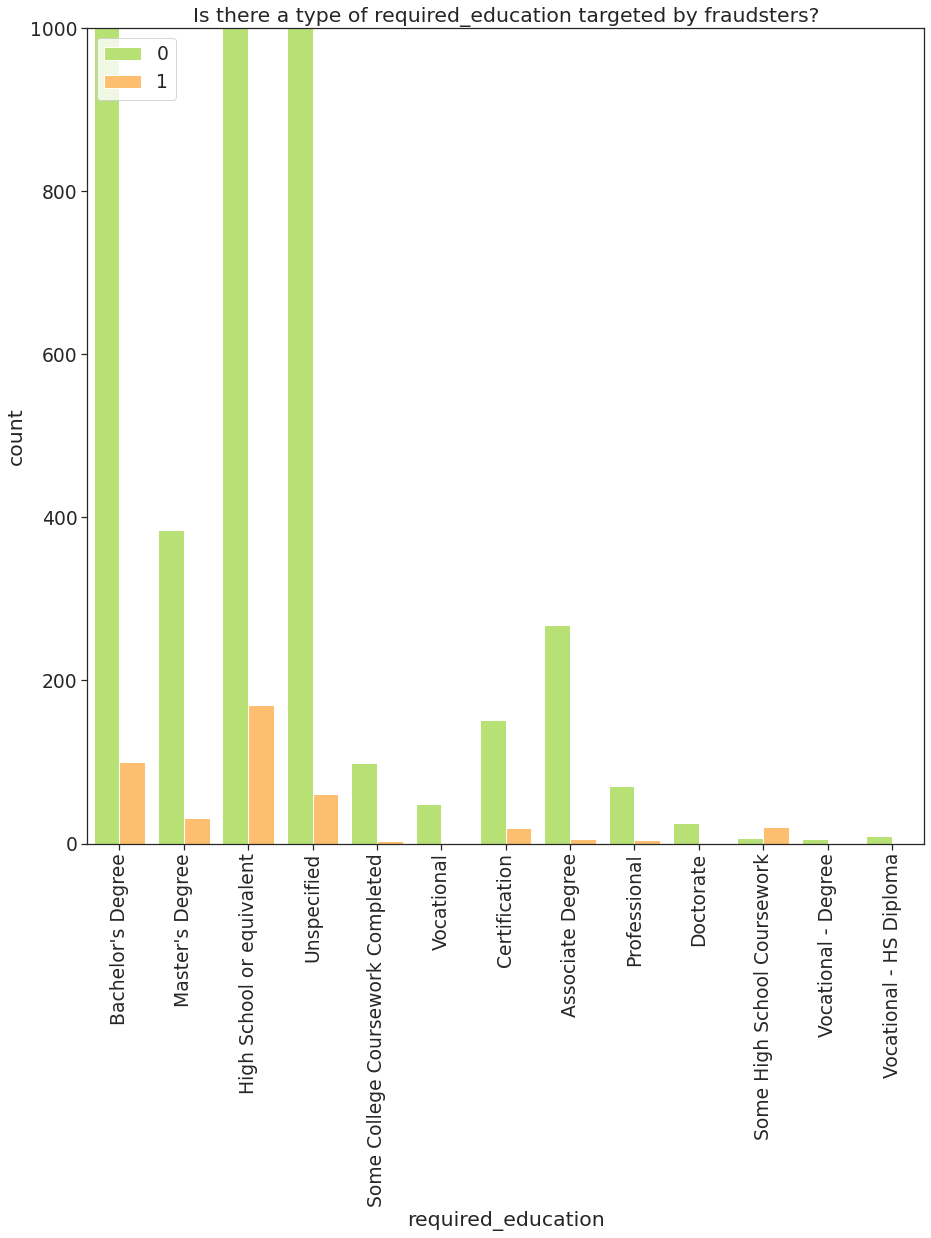 Is there a type of required_education targeted by fraudsters?
0
1
count
1000
800
600
400
200
0
Bachelor's Degree
Master's Degree
High School or equivalent
Unspecified
Some College Coursework Completed
Vocational
Certification
Associate Degree
Professional
Doctorate
Some High School Coursework
Vocational - Degree
Vocational - HS Diploma
required_education